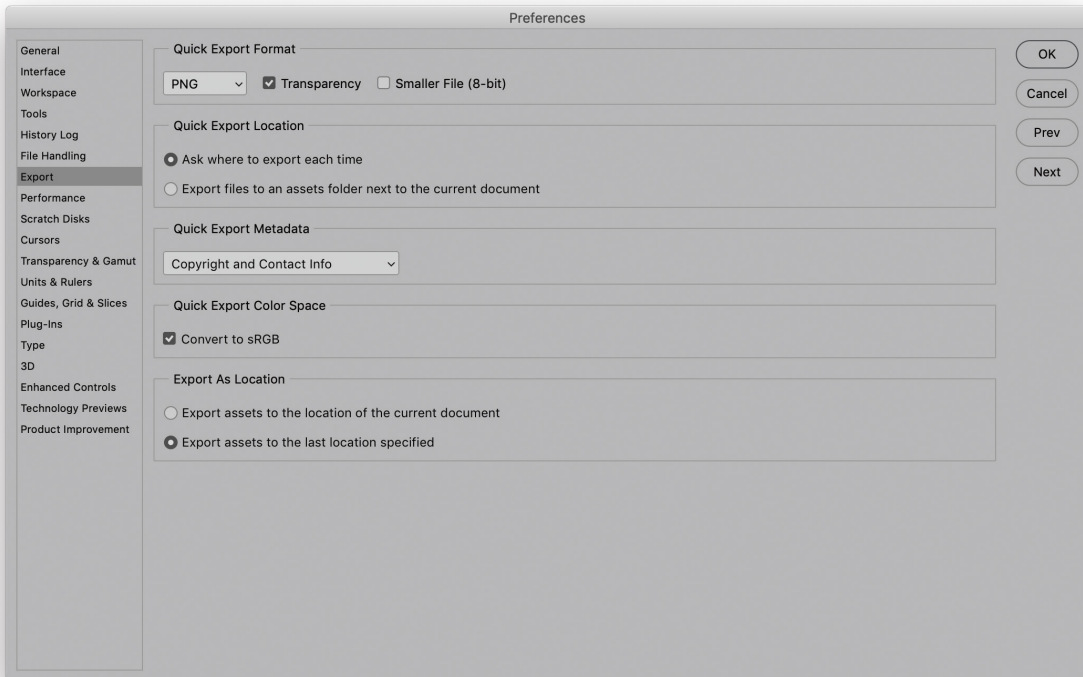 Preferences
General
Interface
Workspace
Tools
History Log
File Handling
Export
Performance
Scratch Disks
Cursors
Transparency & Gamut
Units & Rulers
Guides, Grid & Slices
Plug-Ins
Type
3D
Enhanced Controls
Technology Previews
Product Improvement
Quick Export Format
PNG Transparency Smaller File (8-bit)
Quick Export Location
Ask where to export each time
Export files to an assets folder next to the current document
Quick Export Metadata
Copyright and Contact Info
Quick Export Color Space
Convert to sRGB
Export As Location
Export assets to the location of the current document
Export assets to the last location specified
OK
Cancel
Prev
Next